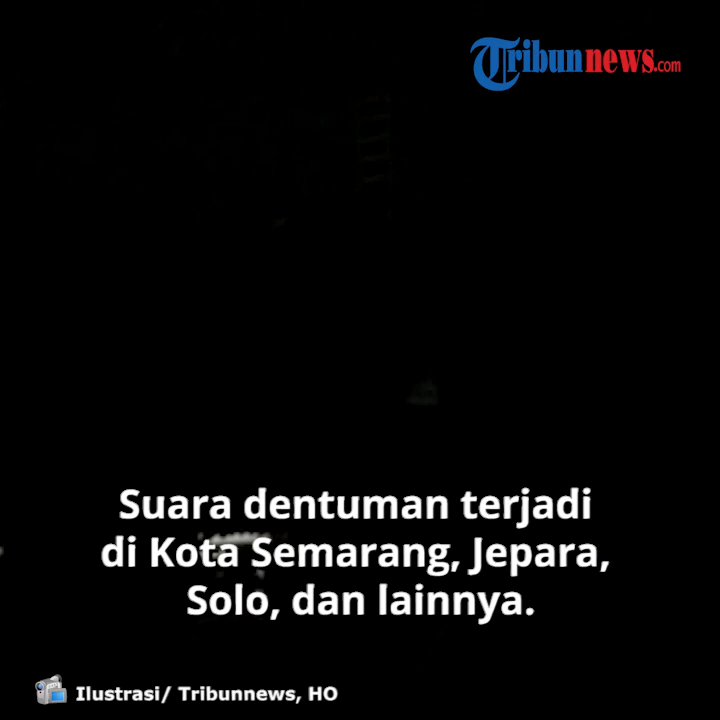 Tribunnews.com
Suara dentuman terjadi
di Kota Semarang, Jepara,
Solo, dan lainnya.
Ilustrasi/ Tribunnews, HO